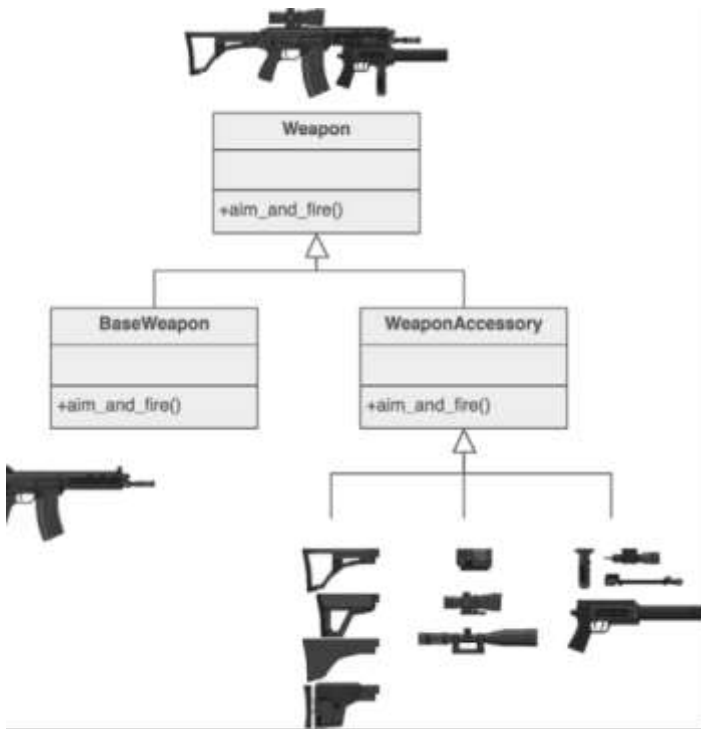 Weapon
+aim_and_fire()
BaseWeapon
+aim_and_fire()
WeaponAccessory
+aim_and_fire()